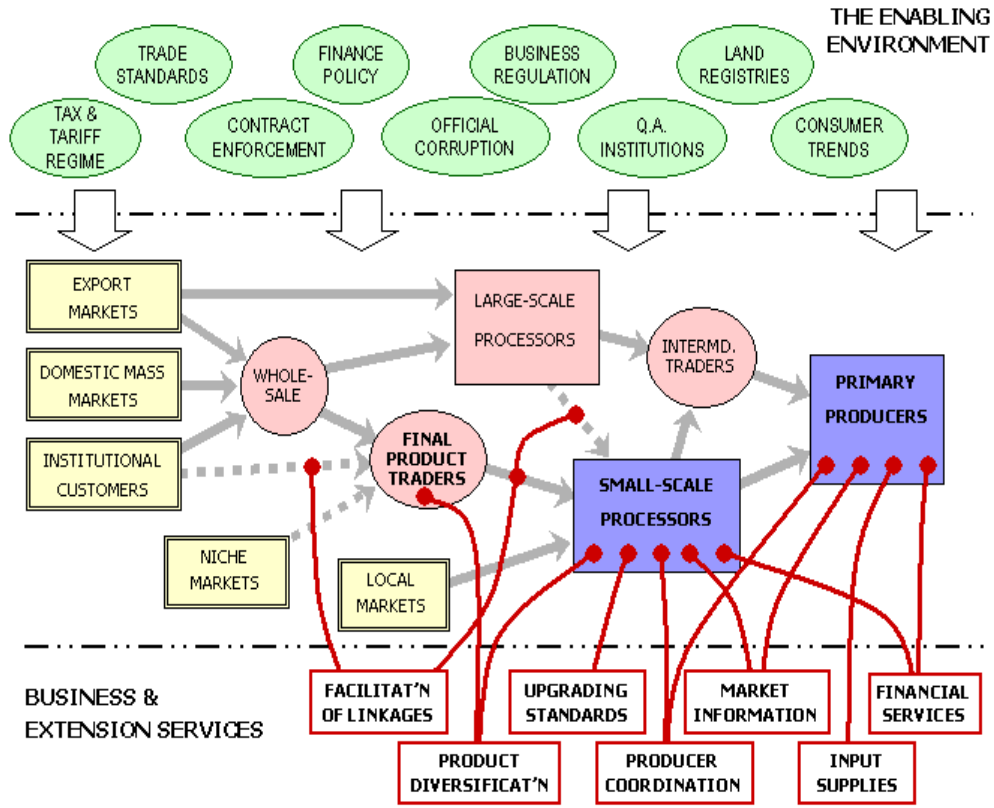 THE ENABLING
ENVIRONMENT
TRADE
STANDARDS
FINANCE
POLICY
BUSINESS
REGULATION
LAND
REGISTRIES
TAX &
TARIFF
REGIME
CONTRACT
ENFORCEMENT
OFFICIAL
CORRUPTION
Q.A.
INSTITUTIONS
CONSUMER
TRENDS
EXPORT
MARKETS
LARGE-SCALE
PROCESSORS
INTERMD.
TRADERS
DOMESTIC MASS
MARKETS
WHOLE-
SALE
PRIMARY
PRODUCERS
INSTITUTIONAL
CUSTOMERS
FINAL
PRODUCT
TRADERS
SMALL-SCALE
PROCESSORS
NICHE
MARKETS
LOCAL
MARKETS
BUSINESS &
EXTENSION SERVICES
FACILITAT'N
OF LINKAGES
UPGRADING
STANDARDS
MARKET
INFORMATION
FINANCIAL
SERVICES
PRODUCT
DIVERSIFICAT'N
PRODUCER
COORDINATION
INPUT
SUPPLIES